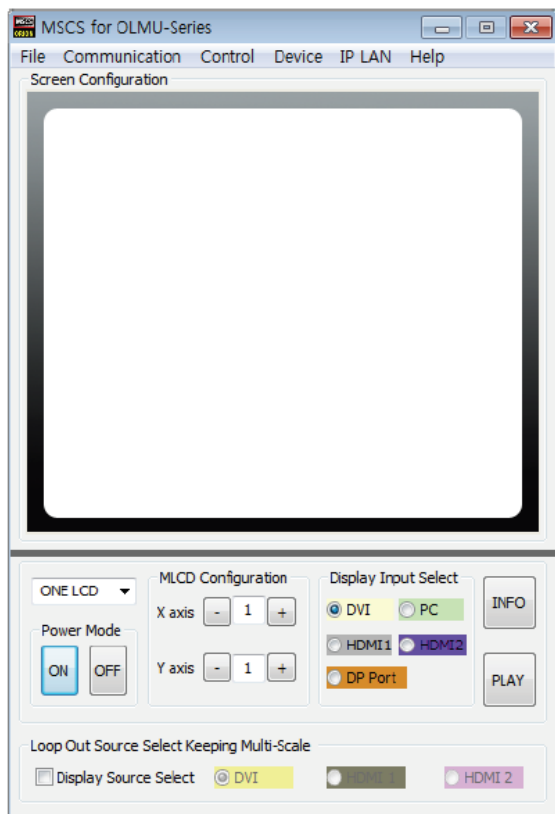 MSCS
ORION
MSCS for OLMU-Series
File Communication Control Device IP LAN Help
Screen Configuration
ONE LCD
MLCD Configuration
Display Input Select
X axis - 1 +
DVI
PC
INFO
Power Mode
HDMI1
HDMI2
ON
OFF
Y axis - 1 +
DP Port
PLAY
Loop Out Source Select Keeping Multi-Scale
Display Source Select
DVI
HDMI 1
HDMI 2